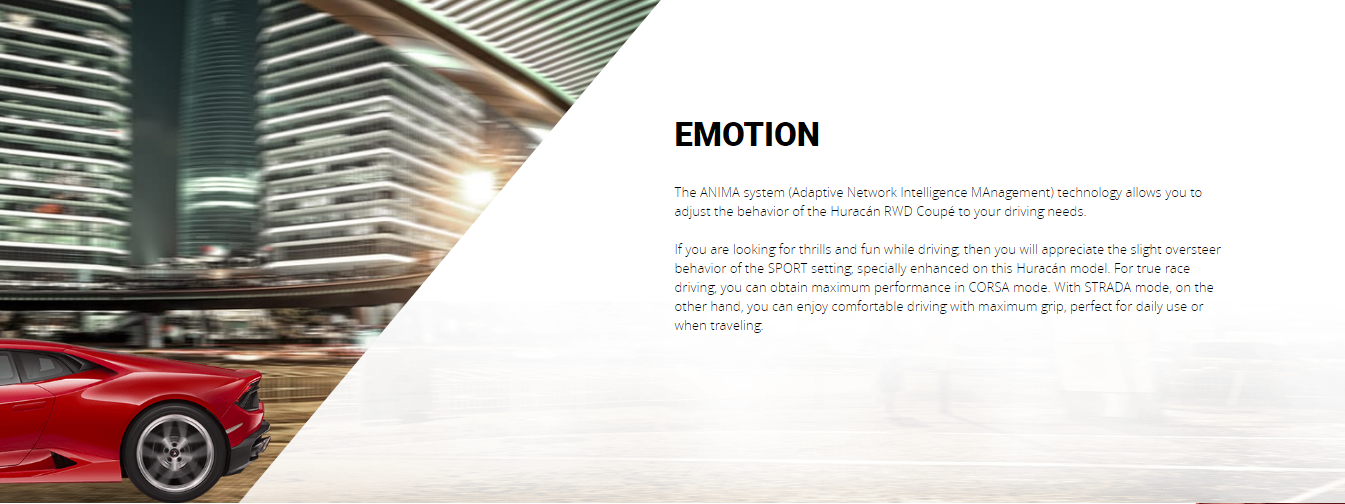 EMOTION
The ANIMA system (Adaptive Network Intelligence MAnagement) technology allows you to
adjust the behavior of the Huracán RWD Coupé to your driving needs.
If you are looking for thrills and fun while driving, then you will appreciate the slight oversteer
behavior of the SPORT setting, specially enhanced on this Huracán model. For true race
driving, you can obtain maximum performance in CORSA mode. With STRADA mode, on the
other hand, you can enjoy comfortable driving with maximum grip, perfect for daily use or
when traveling.